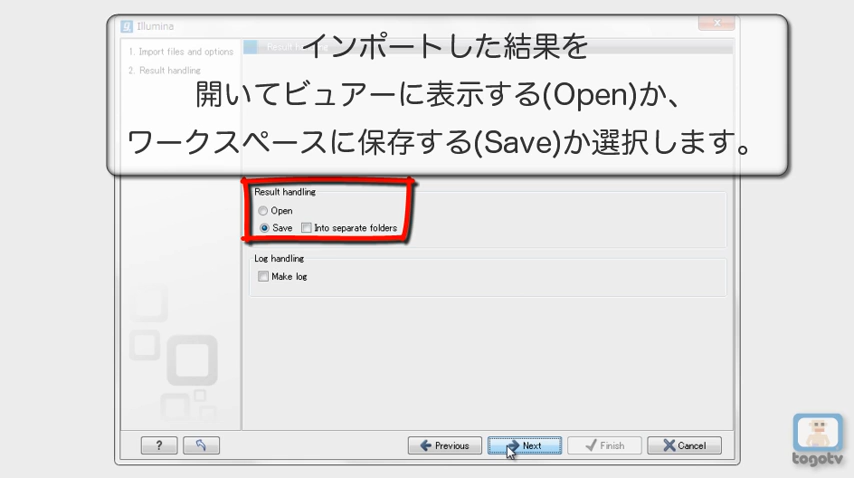 Illumina
インポートした結果を
開いてビュアーに表示する(Open)か、
ワークスペースに保存する(Save)か選択します。
1. Import files and options
2. Result handling
Result handling
Result handling
Open
Save Into separate folders
Log handling
Make log
? Previous Next Finish Cancel
togotv